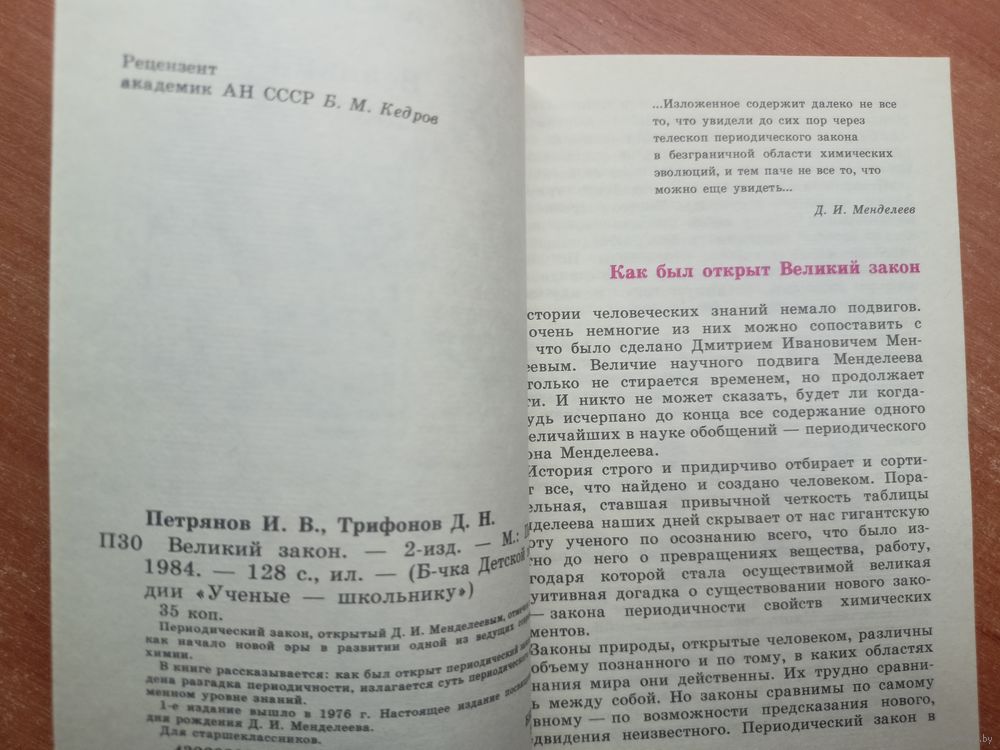 Рецензент
академик АН СССР Б. М. Кедров
Петрянов И. В., Трифонов Д. Н.
П30 Великий закон. — 2-изд. — М.:
1984. — 128 с., ил. — (Б-чка Детской
дии «Ученые — школьнику»)
35 коп.
Периодический закон, открытый Д. И. Менделеевым,
как начало новой эры в развитии одной из ведущих
химии.
В книге рассказывается: как был открыт периодический
дена разгадка периодичности, излагается суть периодического
менном уровне знаний.
1-е издание вышло в 1976 г. Настоящее издание
дня рождения Д. И. Менделеева.
Для старшеклассников.
...Изложенное содержит далеко не все
то, что увидели до сих пор через
телескоп периодического закона
в безграничной области химических
эволюций, и тем паче не все то, что
можно еще увидеть...
Д. И. Менделеев
Как был открыт Великий закон
стории человеческих знаний немало подвигов.
очень немногие из них можно сопоставить с
что было сделано Дмитрием Ивановичем Мен-
еевым. Величие научного подвига Менделеева
только не стирается временем, но продолжает
ти. И никто не может сказать, будет ли когда-
удь исчерпано до конца все содержание одного
еличайших в науке обобщений — периодического
она Менделеева.
История строго и придирчиво отбирает и сорти-
т все, что найдено и создано человеком. Пора-
ельная, ставшая привычной четкость таблицы
нделеева наших дней скрывает от нас гигантскую
оту ученого по осознанию всего, что было из-
тно до него о превращениях вещества, работу,
годаря которой стала осуществимой великая
уитивная догадка о существовании нового зако-
— закона периодичности свойств химических
ментов.
Законы природы, открытые человеком, различны
объему познанного и по тому, в каких областях
нания мира они действенны. Их трудно сравни-
ь между собой. Но законы сравнимы по самому
вному — по возможности предсказания нового,
едвидения неизвестного. Периодический закон в